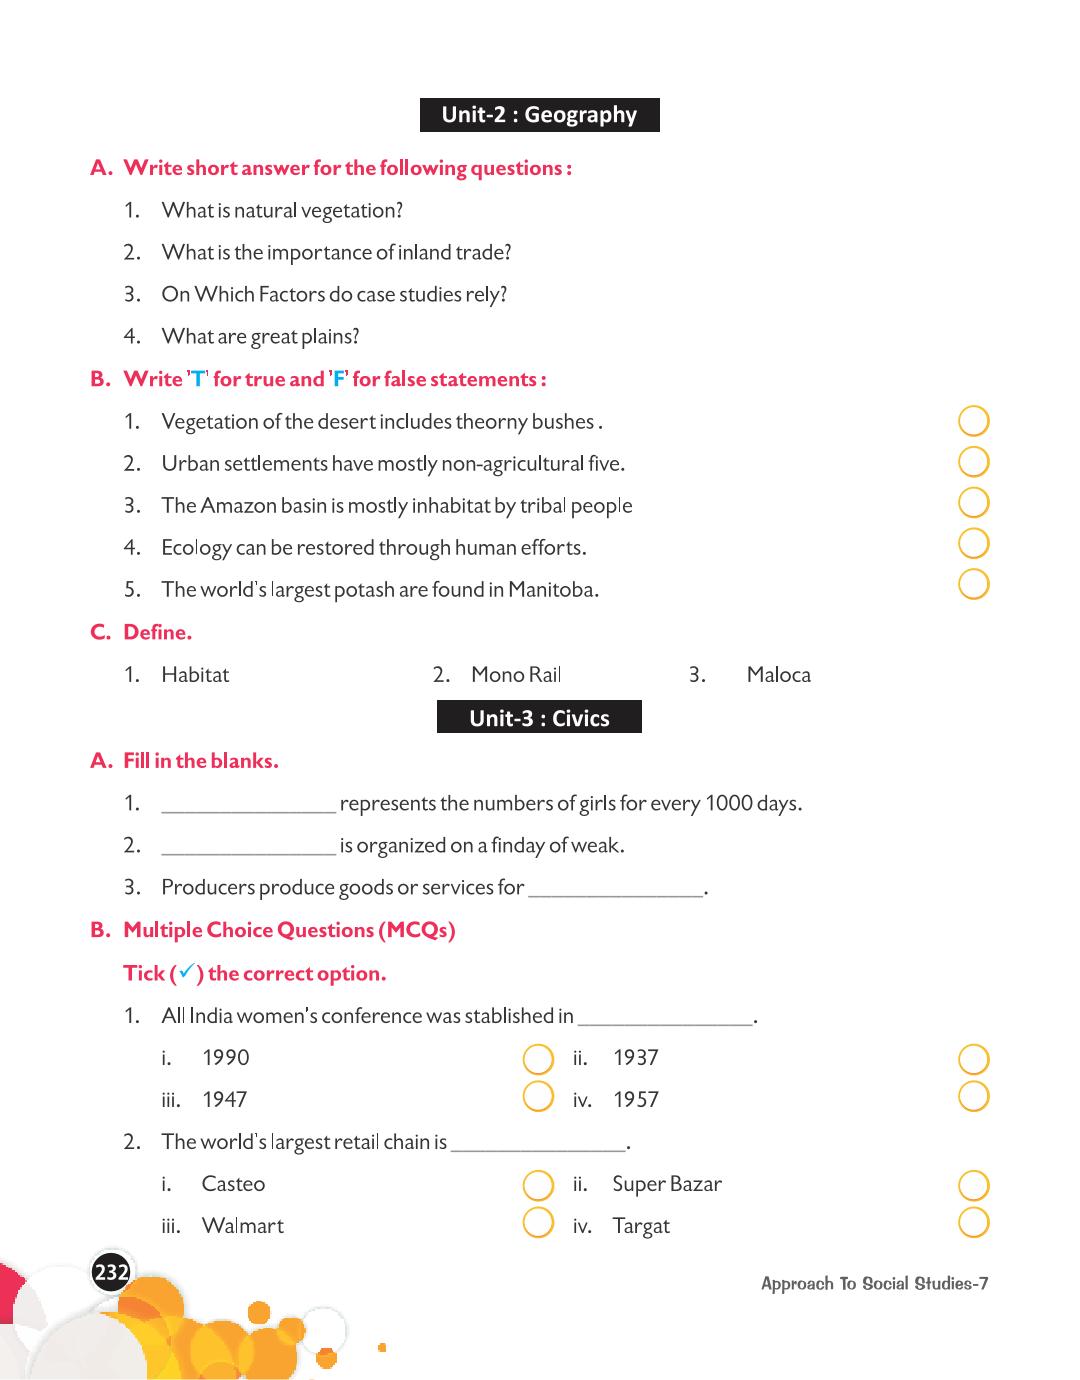 Unit-2 : Geography
A. Write short answer for the following questions :
1. What is natural vegetation?
2. What is the importance of inland trade?
3. On Which Factors do case studies rely?
4. What are great plains?
B. Write 'T' for true and 'F' for false statements :
1. Vegetation of the desert includes theorny bushes .
2. Urban settlements have mostly non-agricultural five.
3. The Amazon basin is mostly inhabitat by tribal people
4. Ecology can be restored through human efforts.
5. The world's largest potash are found in Manitoba.
C. Define.
1. Habitat 2. Mono Rail 3. Maloca
Unit-3 : Civics
A. Fill in the blanks.
1. ________________ represents the numbers of girls for every 1000 days.
2. ________________ is organized on a finday of weak.
3. Producers produce goods or services for ________________.
B. Multiple Choice Questions (MCQs)
Tick (✓) the correct option.
1. All India women's conference was stablished in ________________.
i. 1990 ii. 1937
iii. 1947 iv. 1957
2. The world's largest retail chain is ________________.
i. Casteo ii. Super Bazar
iii. Walmart iv. Targat
232
Approach To Social Studies-7